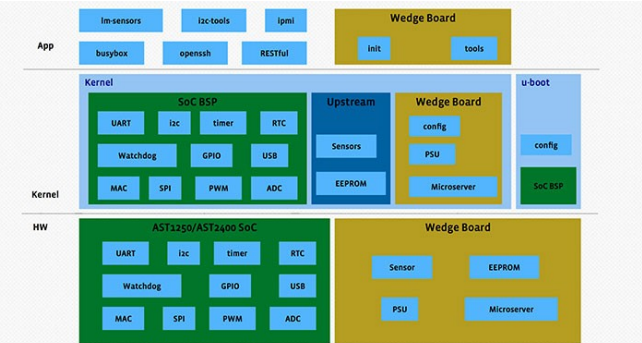 lm-sensors i2c-tools ipmi Wedge Board
App
busybox openssh RESTful init tools
Kernel u-boot
SoC BSP Upstream Wedge Board
UART i2c timer RTC config
Sensors config
Watchdog GPIO USB PSU
MAC SPI PWM ADC EEPROM Microserver SoC BSP
Kernel
HW AST1250/AST2400 SoC Wedge Board
UART i2c timer RTC
Sensor EEPROM
Watchdog GPIO USB
PSU Microserver
MAC SPI PWM ADC